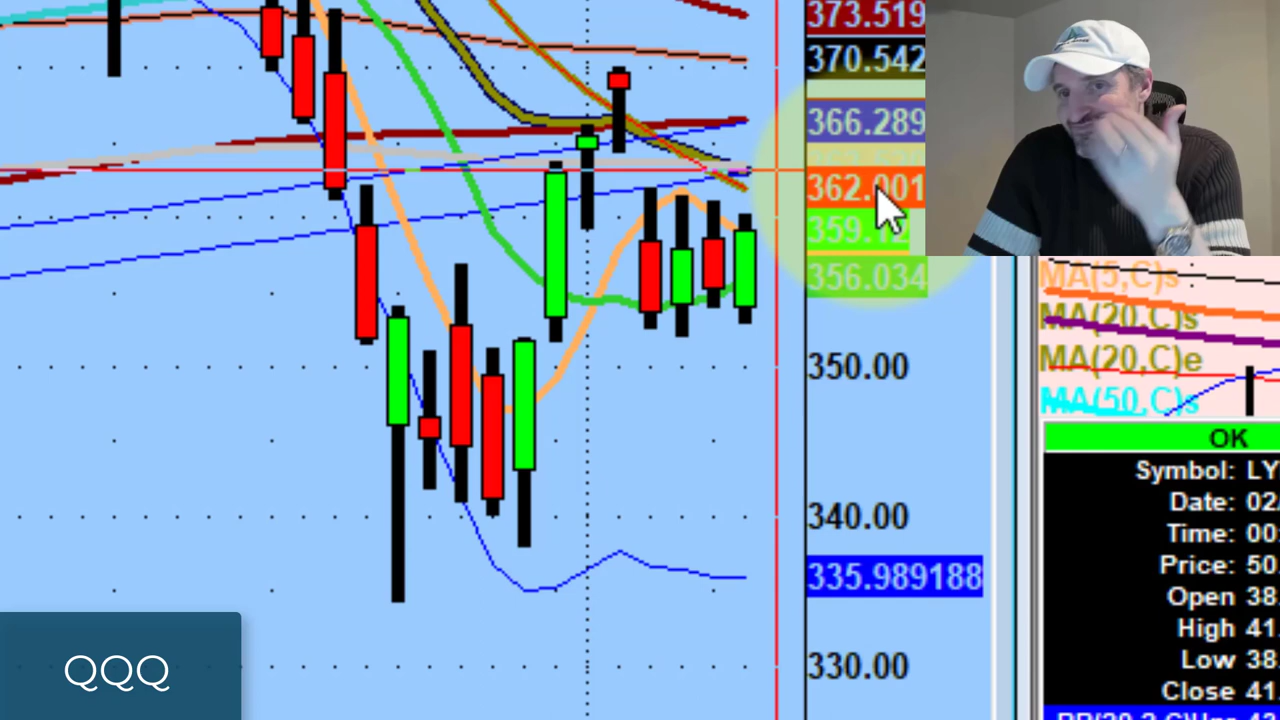 373.519
370.542
366.289
362.001
359.12
356.034
350.00
340.00
335.989188
330.00
MA(5,C)s
MA(20,C)s
MA(20,C)e
MA(50,C)s
OK
Symbol: LY
Date: 02
Time: 00
Price: 50
Open 38
High 41
Low 38
Close 41
QQQ